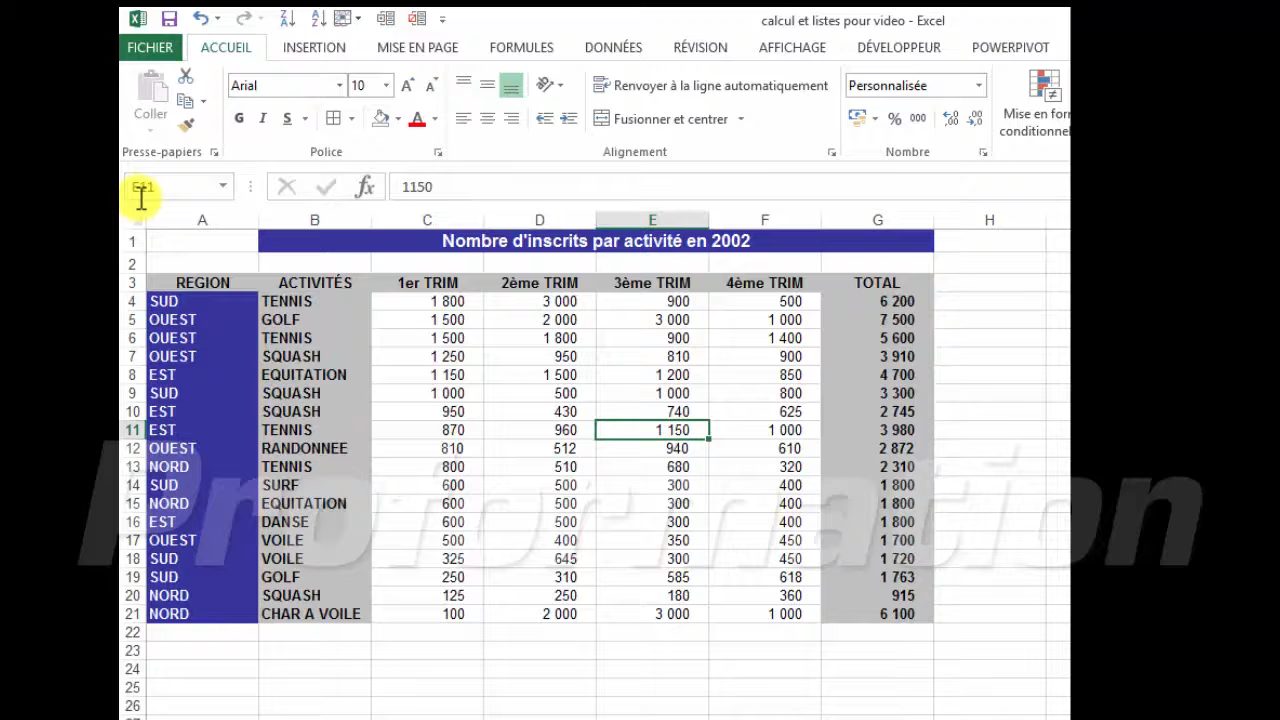 calcul et listes pour video - Excel
FICHIER ACCUEIL INSERTION MISE EN PAGE FORMULES DONNÉES RÉVISION AFFICHAGE DÉVELOPPEUR POWERPIVOT
Coller
Arial 10
G I S
Renvoyer à la ligne automatiquement
Fusionner et centrer
Personnalisée
% 000
Mise en for
conditionnel
Presse-papiers Police Alignement Nombre
E11 fx 1150
A B C D E F G H
1 Nombre d'inscrits par activité en 2002
2
3 REGION ACTIVITÉS 1er TRIM 2ème TRIM 3ème TRIM 4ème TRIM TOTAL
4 SUD TENNIS 1 800 3 000 900 500 6 200
5 OUEST GOLF 1 500 2 000 3 000 1 000 7 500
6 OUEST TENNIS 1 500 1 800 900 1 400 5 600
7 OUEST SQUASH 1 250 950 810 900 3 910
8 EST EQUITATION 1 150 1 500 1 200 850 4 700
9 SUD SQUASH 1 000 500 1 000 800 3 300
10 EST SQUASH 950 430 740 625 2 745
11 EST TENNIS 870 960 1 150 1 000 3 980
12 OUEST RANDONNEE 810 512 940 610 2 872
13 NORD TENNIS 800 510 680 320 2 310
14 SUD SURF 600 500 300 400 1 800
15 NORD EQUITATION 600 500 300 400 1 800
16 EST DANSE 600 500 300 400 1 800
17 OUEST VOILE 500 400 350 450 1 700
18 SUD VOILE 325 645 300 450 1 720
19 SUD GOLF 250 310 585 618 1 763
20 NORD SQUASH 125 250 180 360 915
21 NORD CHAR A VOILE 100 2 000 3 000 1 000 6 100
22
23
24
25
26
Proformation